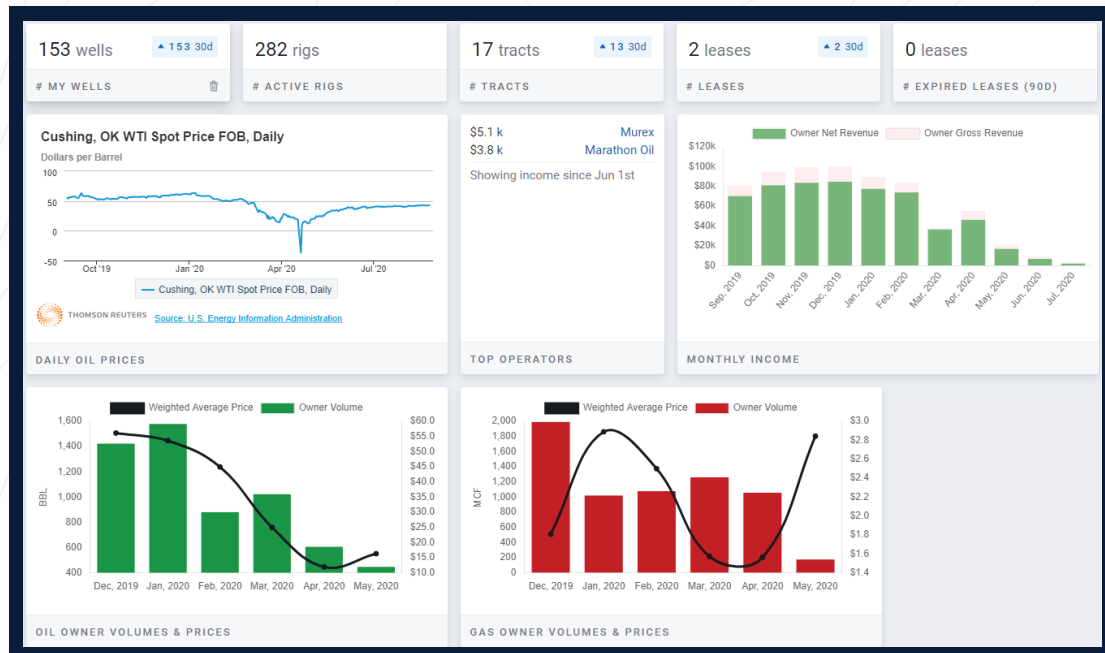 153 wells
▲ 153 30d
# MY WELLS
282 rigs
# ACTIVE RIGS
17 tracts
▲ 13 30d
# TRACTS
2 leases
▲ 2 30d
# LEASES
0 leases
# EXPIRED LEASES (90D)
Cushing, OK WTI Spot Price FOB, Daily
Dollars per Barrel
100
50
0
-50
Oct '19 Jan '20 Apr '20 Jul '20
Cushing, OK WTI Spot Price FOB, Daily
THOMSON REUTERS Source: U.S. Energy Information Administration
DAILY OIL PRICES
$5.1 k Murex
$3.8 k Marathon Oil
Showing income since Jun 1st
TOP OPERATORS
Owner Net Revenue Owner Gross Revenue
$120k
$100k
$80k
$60k
$40k
$20k
$0
Sep, 2019 Oct, 2019 Nov, 2019 Dec, 2019 Jan, 2020 Feb, 2020 Mar, 2020 Apr, 2020 May, 2020 Jun, 2020 Jul, 2020
MONTHLY INCOME
Weighted Average Price Owner Volume
BBL
1,600
1,400
1,200
1,000
800
600
400
$60.0
$55.0
$50.0
$45.0
$40.0
$35.0
$30.0
$25.0
$20.0
$15.0
$10.0
Dec, 2019 Jan, 2020 Feb, 2020 Mar, 2020 Apr, 2020 May, 2020
OIL OWNER VOLUMES & PRICES
Weighted Average Price Owner Volume
MCF
2,000
1,800
1,600
1,400
1,200
1,000
800
600
400
200
0
$3.0
$2.8
$2.6
$2.4
$2.2
$2.0
$1.8
$1.6
$1.4
Dec, 2019 Jan, 2020 Feb, 2020 Mar, 2020 Apr, 2020 May, 2020
GAS OWNER VOLUMES & PRICES